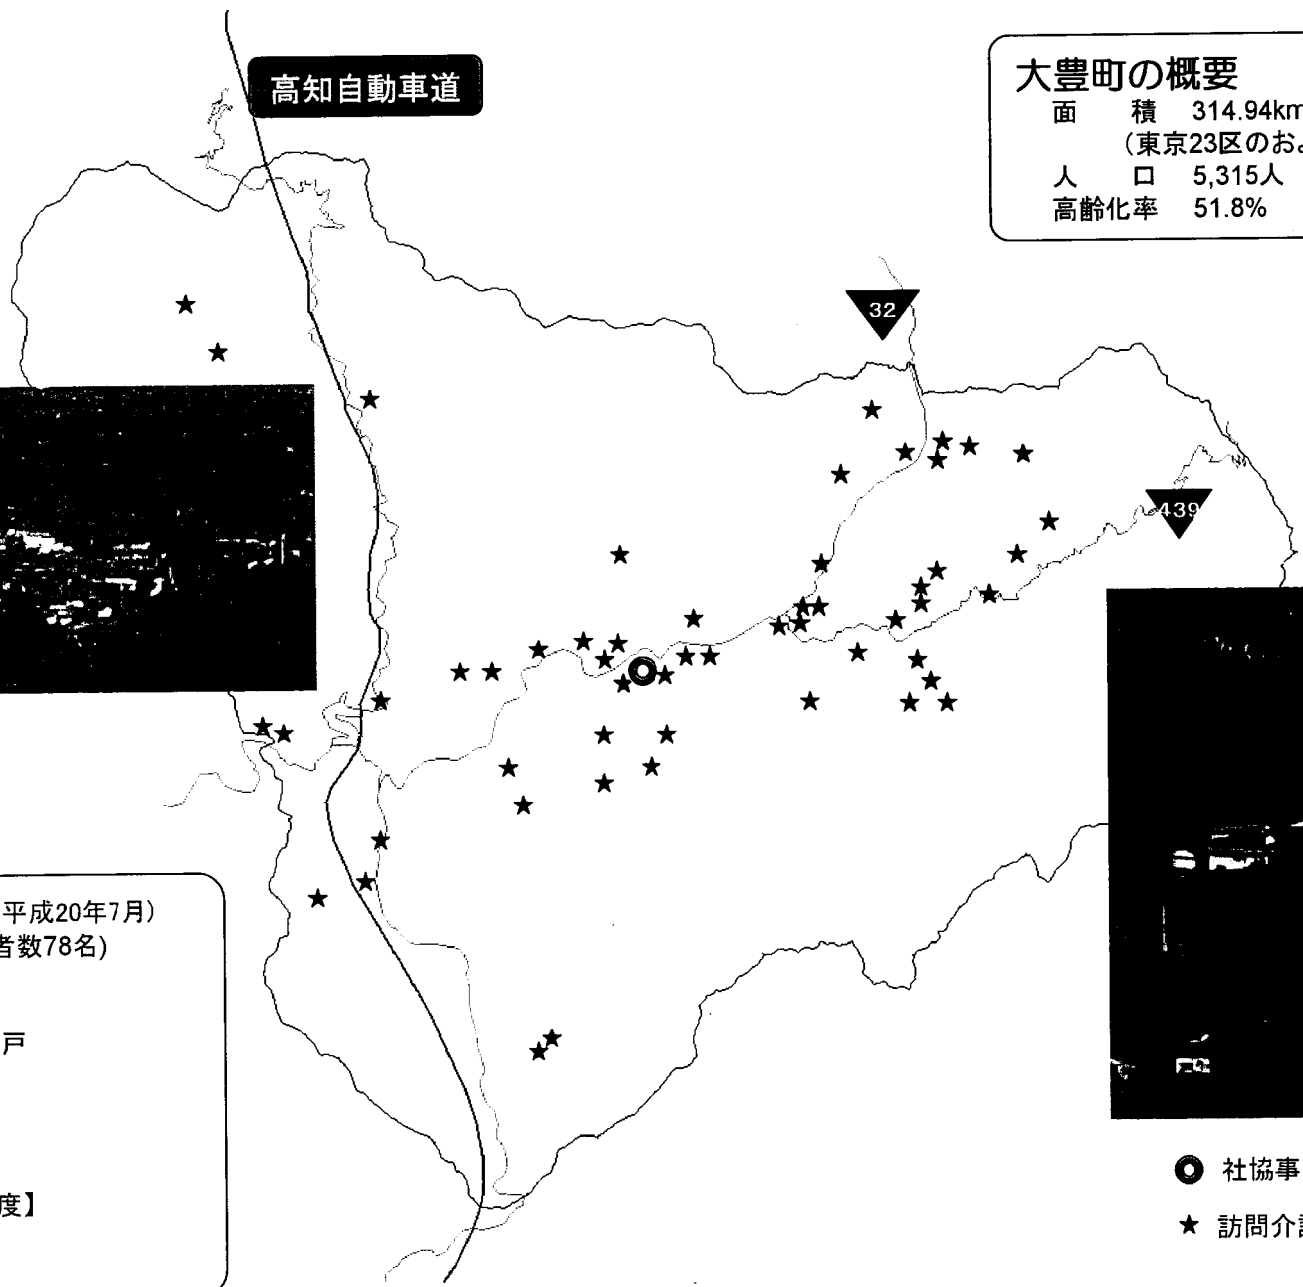 高知自動車道
大豊町の概要
面 積 314.94km
（東京23区のおよ
人 口 5,315人
高齢化率 51.8%
32
439
平成20年7月）
者数78名)
戸
度】
社協事
訪問介護